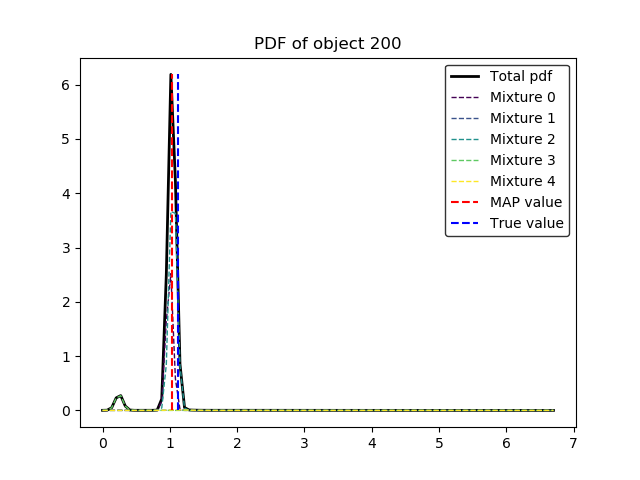 PDF of object 200
Total pdf
Mixture 0
Mixture 1
Mixture 2
Mixture 3
Mixture 4
MAP value
True value
6
5
4
3
2
1
0
0 1 2 3 4 5 6 7